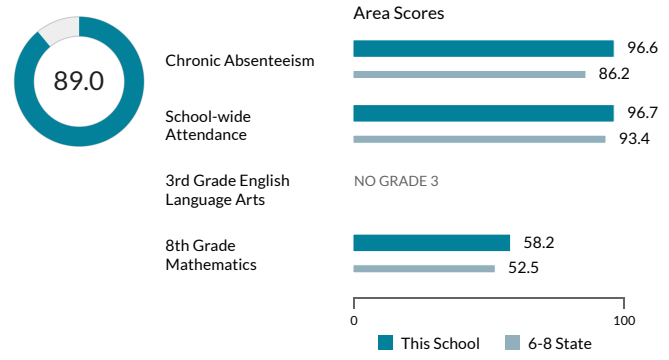 Area Scores
89.0
Chronic Absenteeism
96.6
86.2
School-wide
Attendance
96.7
93.4
3rd Grade English
Language Arts
NO GRADE 3
8th Grade
Mathematics
58.2
52.5
0
100
This School
6-8 State